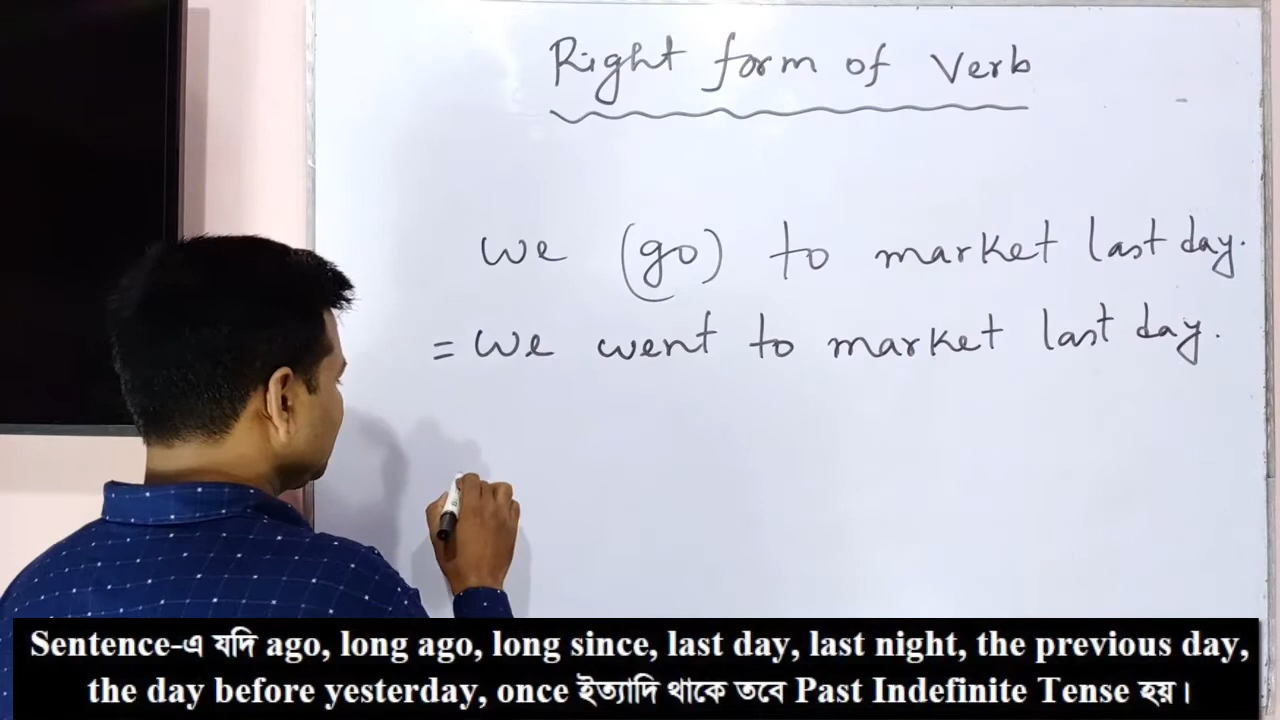 Right form of Verb
we (go) to market last day.
= we went to market last day.
Sentence-এ যদি ago, long ago, long since, last day, last night, the previous day,
the day before yesterday, once ইত্যাদি থাকে তবে Past Indefinite Tense হয়।